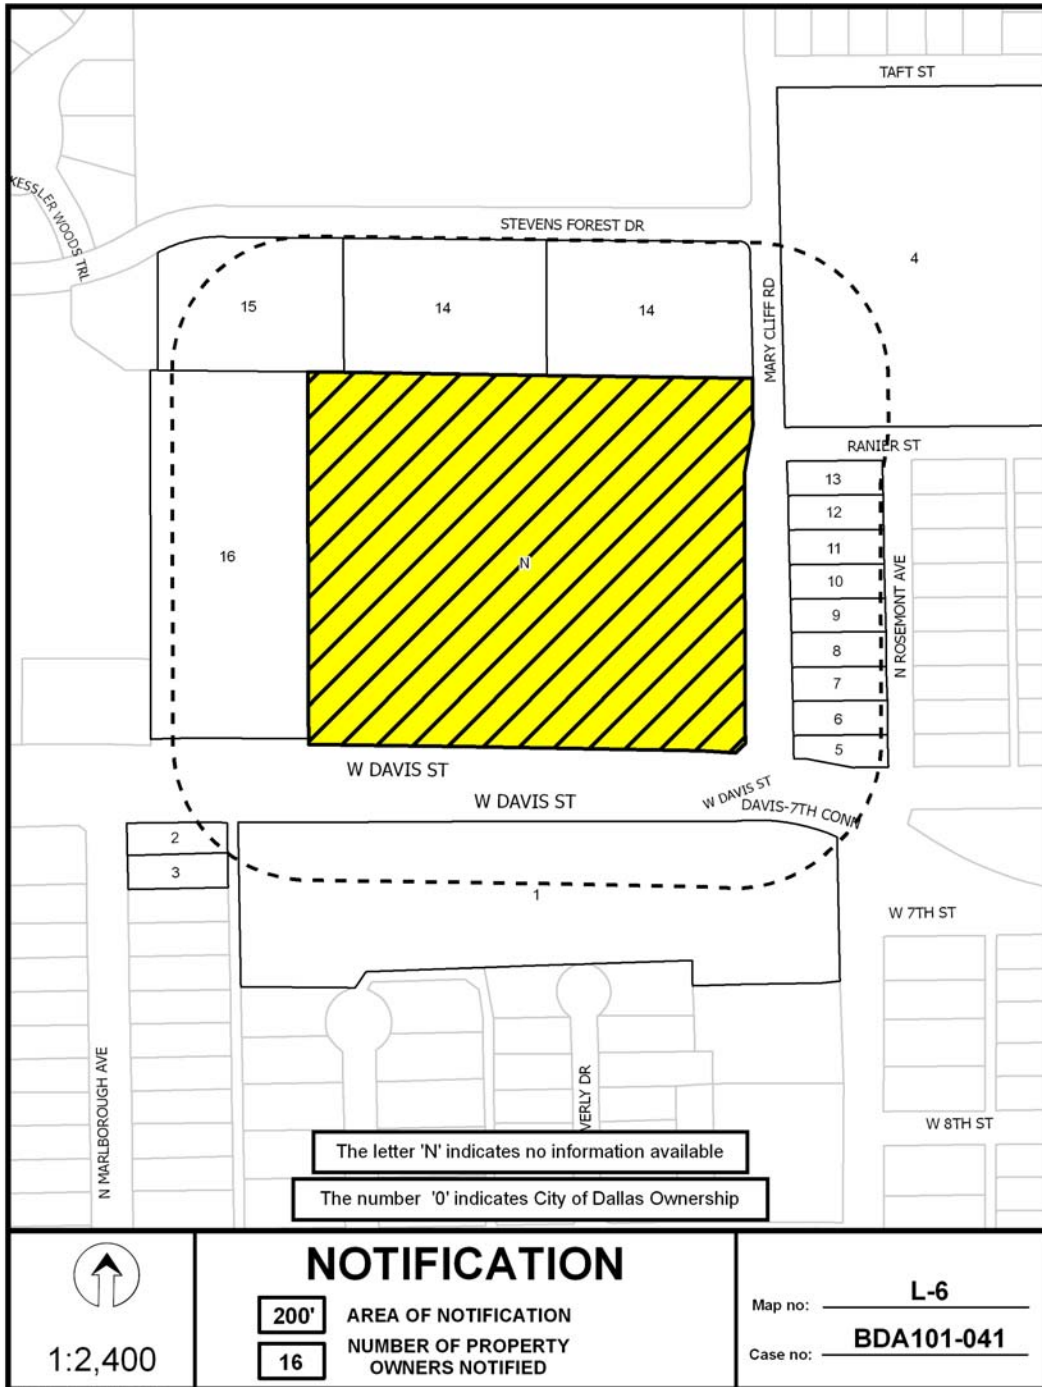 TAFT ST
KESSLER WOODS TRL
STEVENS FOREST DR
4
15
14
14
MARY CLIFF RD
RANIER ST
13
12
11
10
9
8
7
6
5
16
N
N ROSEMONT AVE
W DAVIS ST
W DAVIS ST
W DAVIS ST
DAVIS-7TH CONN
2
3
1
W 7TH ST
N MARLBOROUGH AVE
VERLY DR
W 8TH ST
The letter 'N' indicates no information available
The number '0' indicates City of Dallas Ownership
1:2,400
NOTIFICATION
200' AREA OF NOTIFICATION
16 NUMBER OF PROPERTY
OWNERS NOTIFIED
Map no: L-6
Case no: BDA101-041